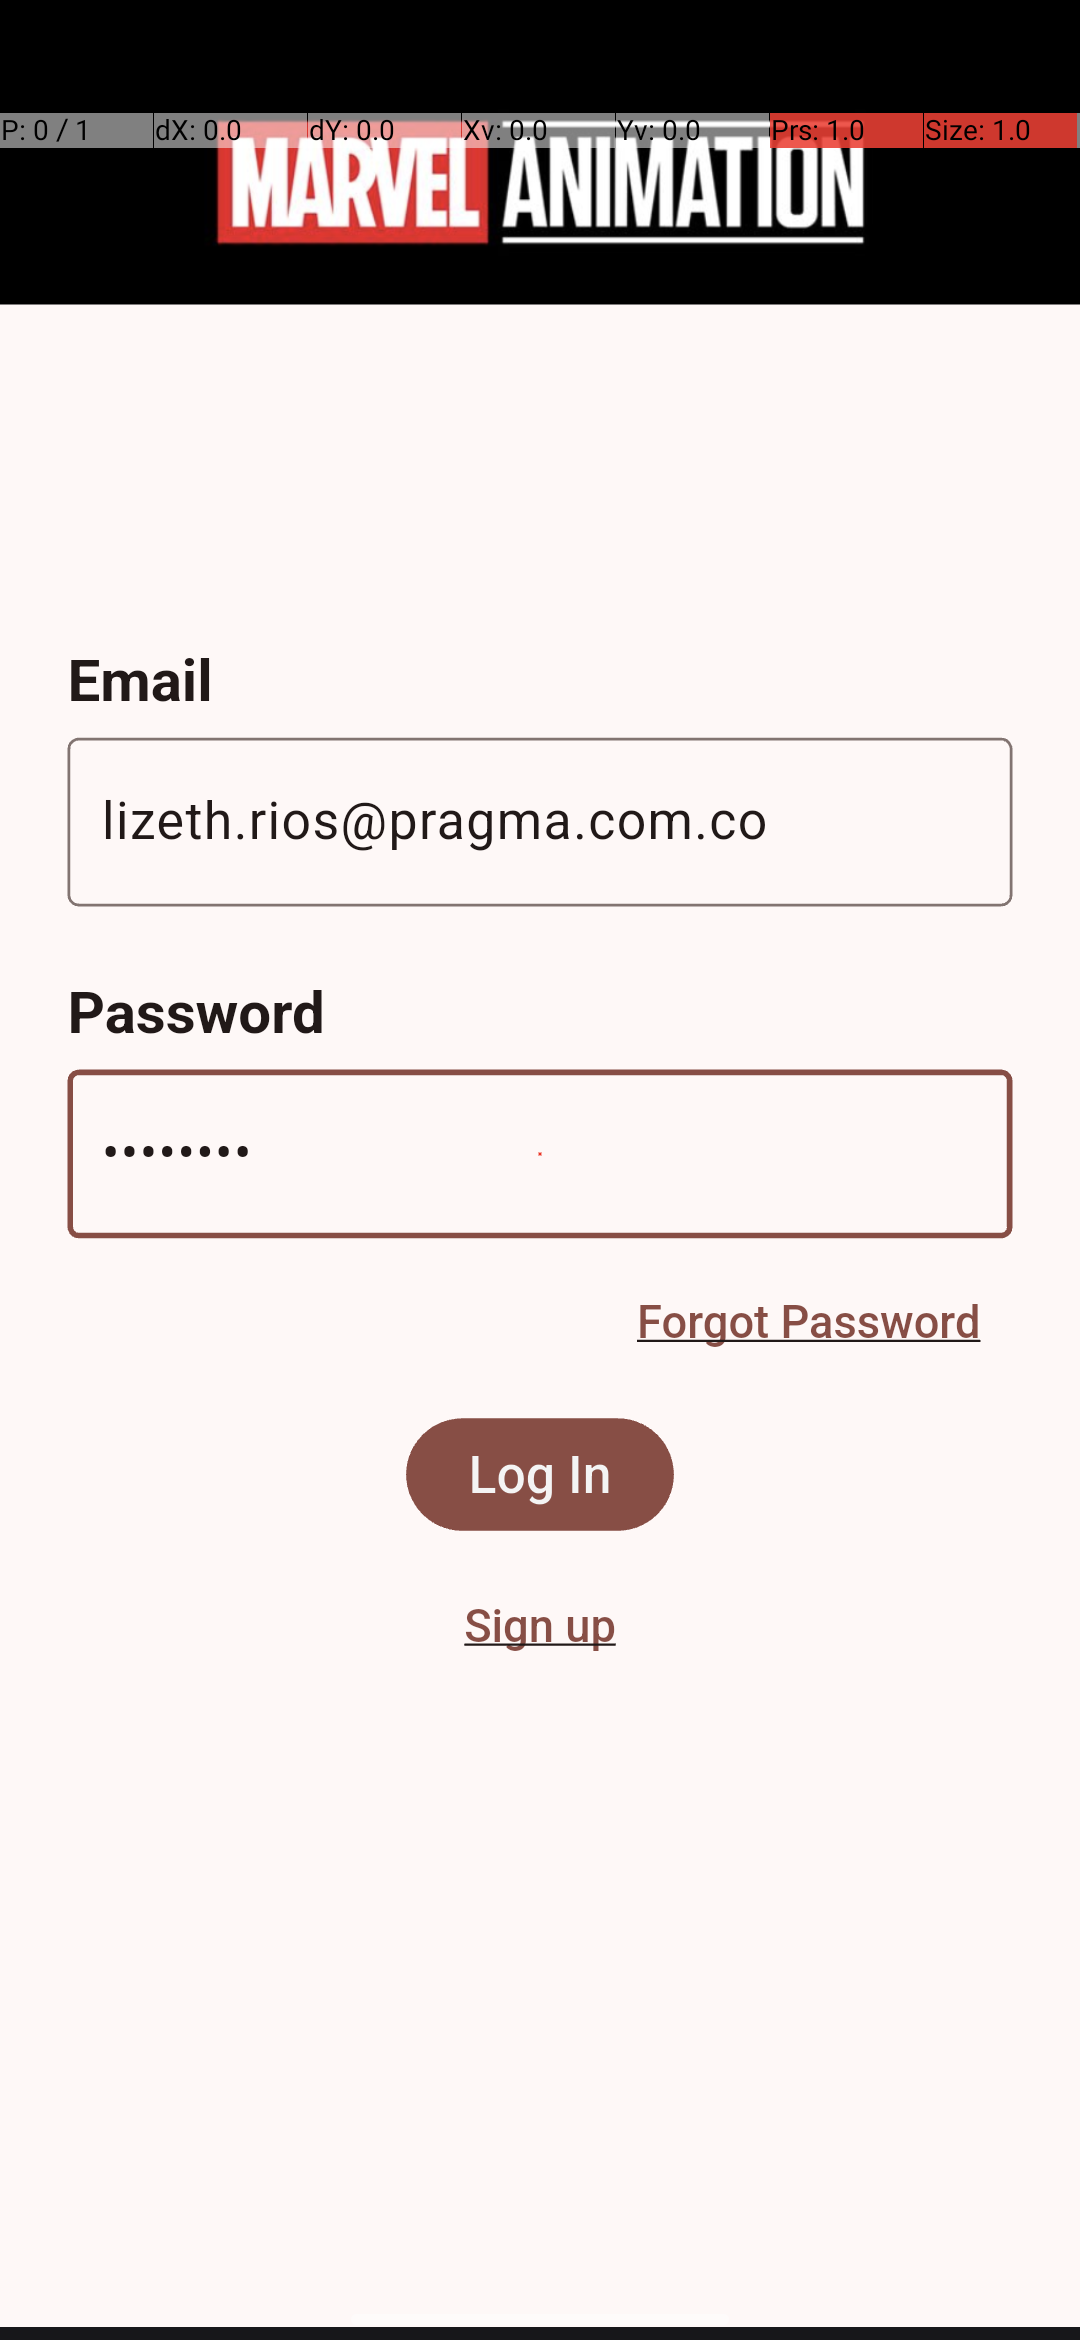 P: 0 / 1 dX: 0.0 dY: 0.0 Xv: 0.0 Yv: 0.0 Prs: 1.0 Size: 1.0
MARVEL ANIMATION
Email
lizeth.rios@pragma.com.co
Password
••••••••
Forgot Password
Log In
Sign up